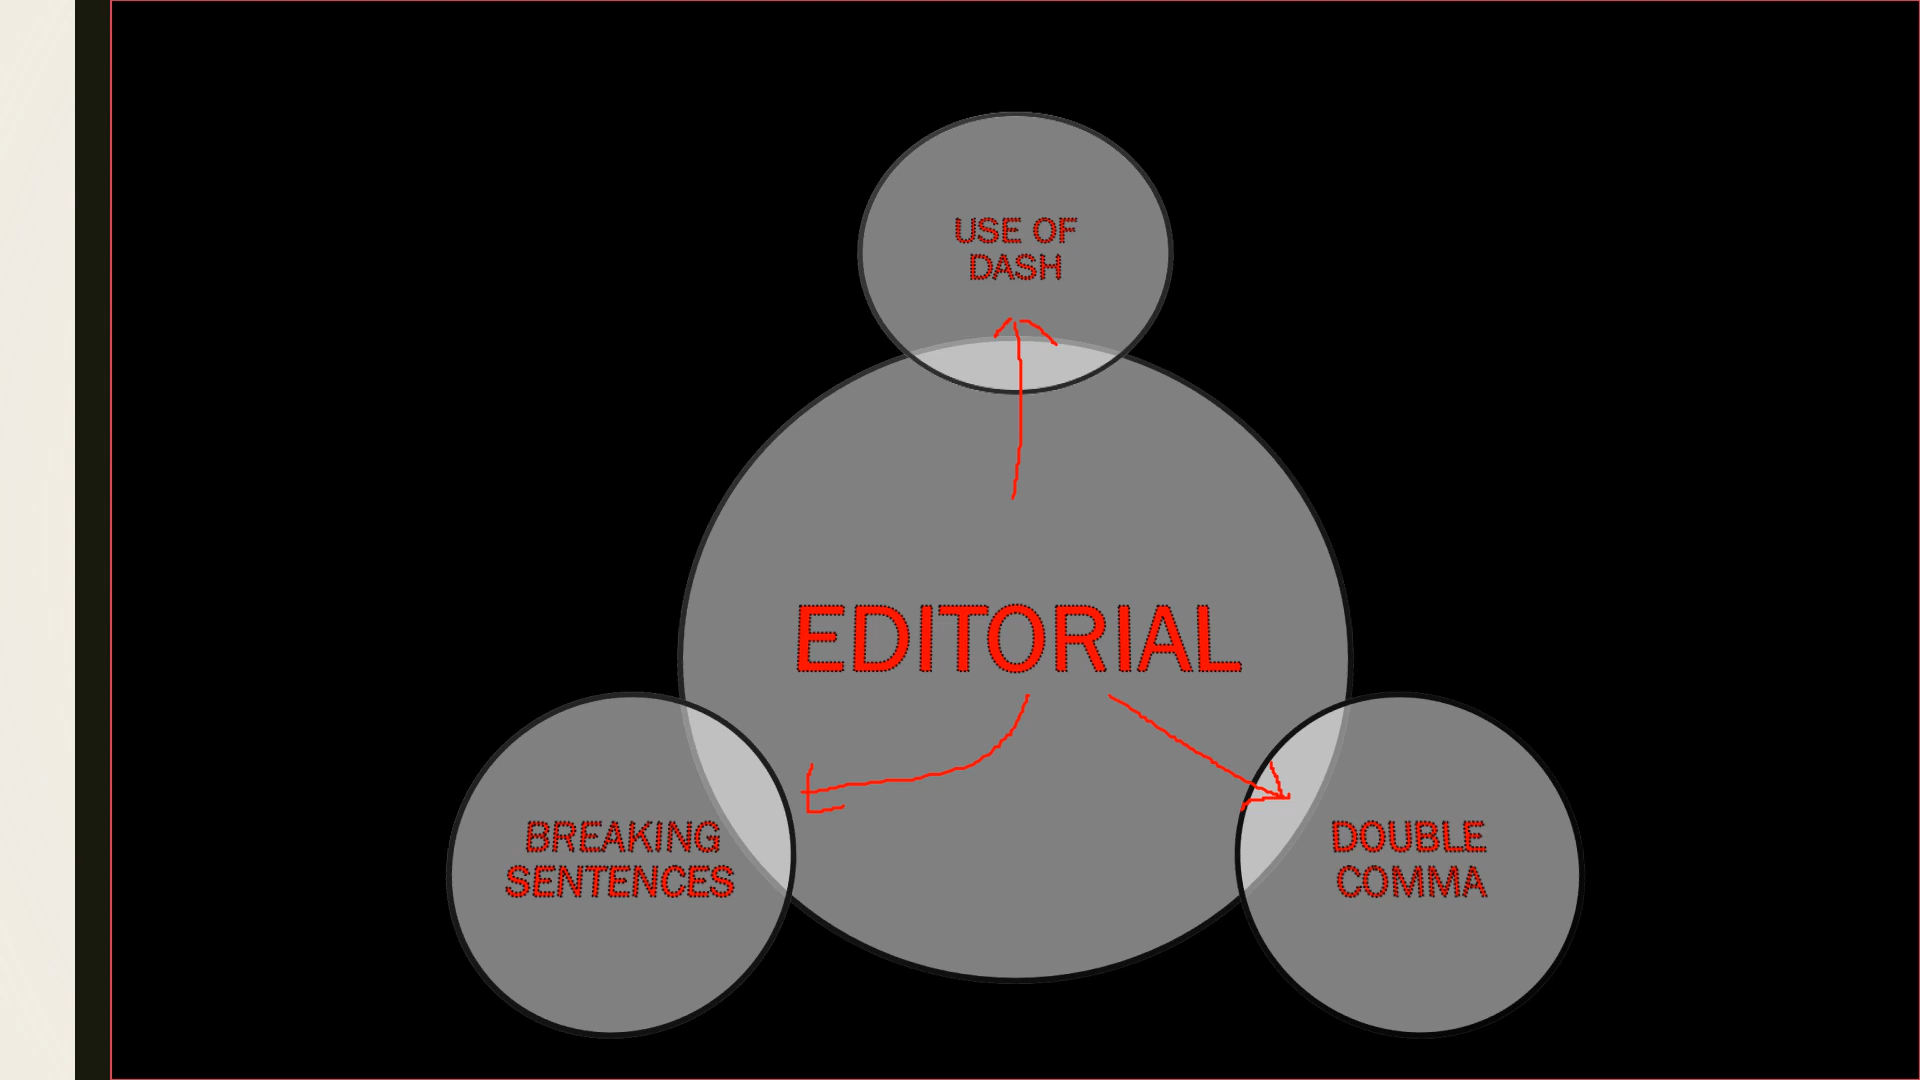 USE OF
DASH
EDITORIAL
BREAKING
SENTENCES
DOUBLE
COMMA